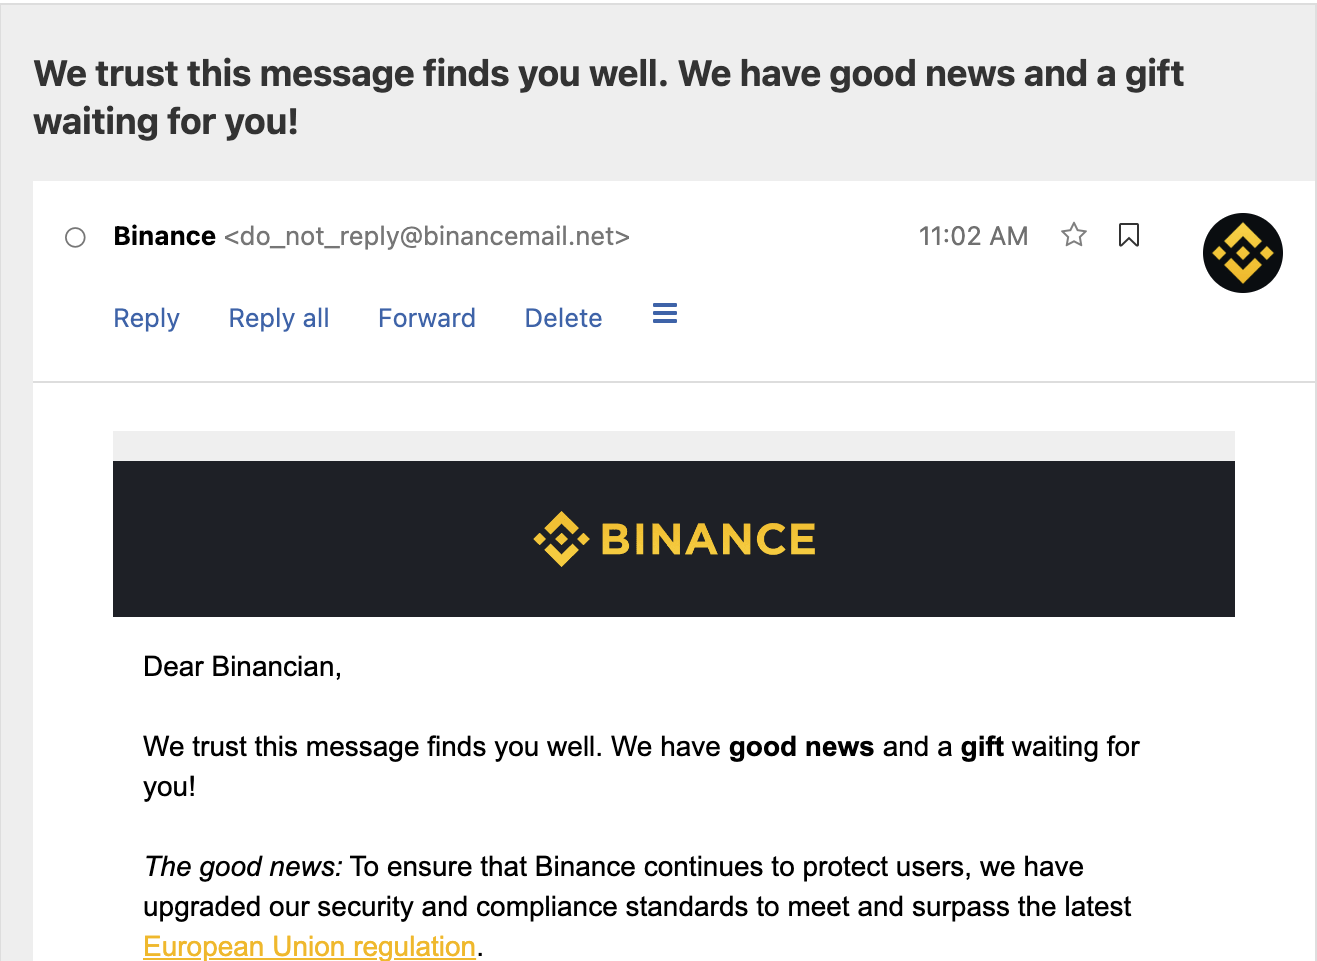 We trust this message finds you well. We have good news and a gift
waiting for you!
Binance <do_not_reply@binancemail.net> 11:02 AM
Reply Reply all Forward Delete
BINANCE
Dear Binancian,
We trust this message finds you well. We have good news and a gift waiting for
you!
The good news: To ensure that Binance continues to protect users, we have
upgraded our security and compliance standards to meet and surpass the latest
European Union regulation.